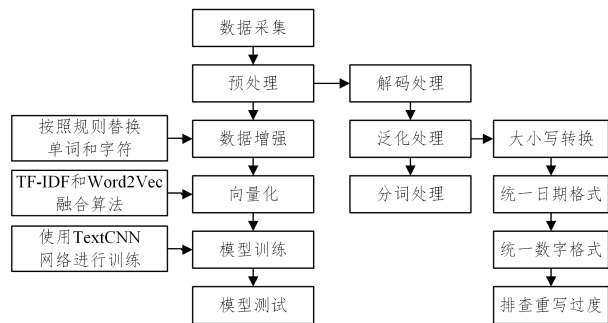 数据采集
预处理
解码处理
按照规则替换
单词和字符
数据增强
泛化处理
大小写转换
TF-IDF和Word2Vec
融合算法
向量化
分词处理
统一日期格式
使用TextCNN
网络进行训练
模型训练
统一数字格式
模型测试
排查重写过度